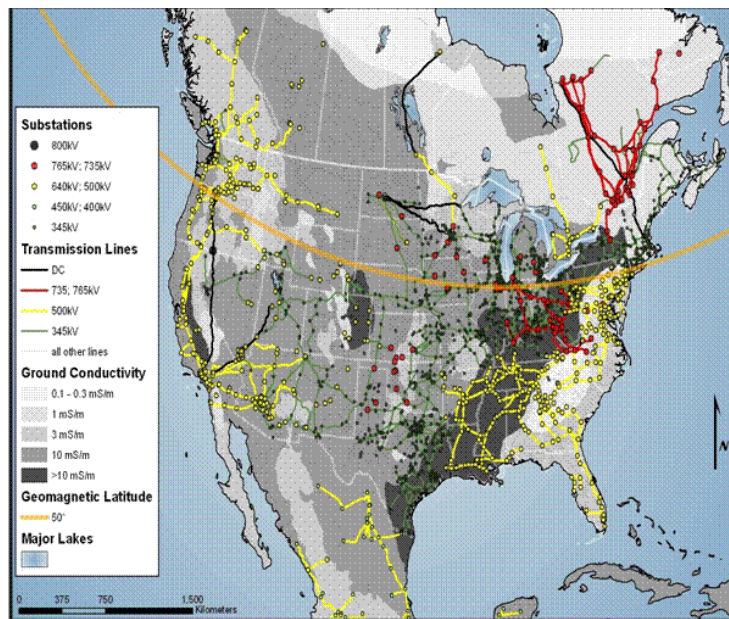 Substations
800kV
765kV; 735kV
640kV; 500kV
450kV; 400kV
345kV
Transmission Lines
DC
735; 765kV
500kV
345kV
all other lines
Ground Conductivity
0.1 - 0.3 mS/m
1 mS/m
3 mS/m
10 mS/m
>10 mS/m
Geomagnetic Latitude
50°
Major Lakes
N
0 375 750 1,500
Kilometers